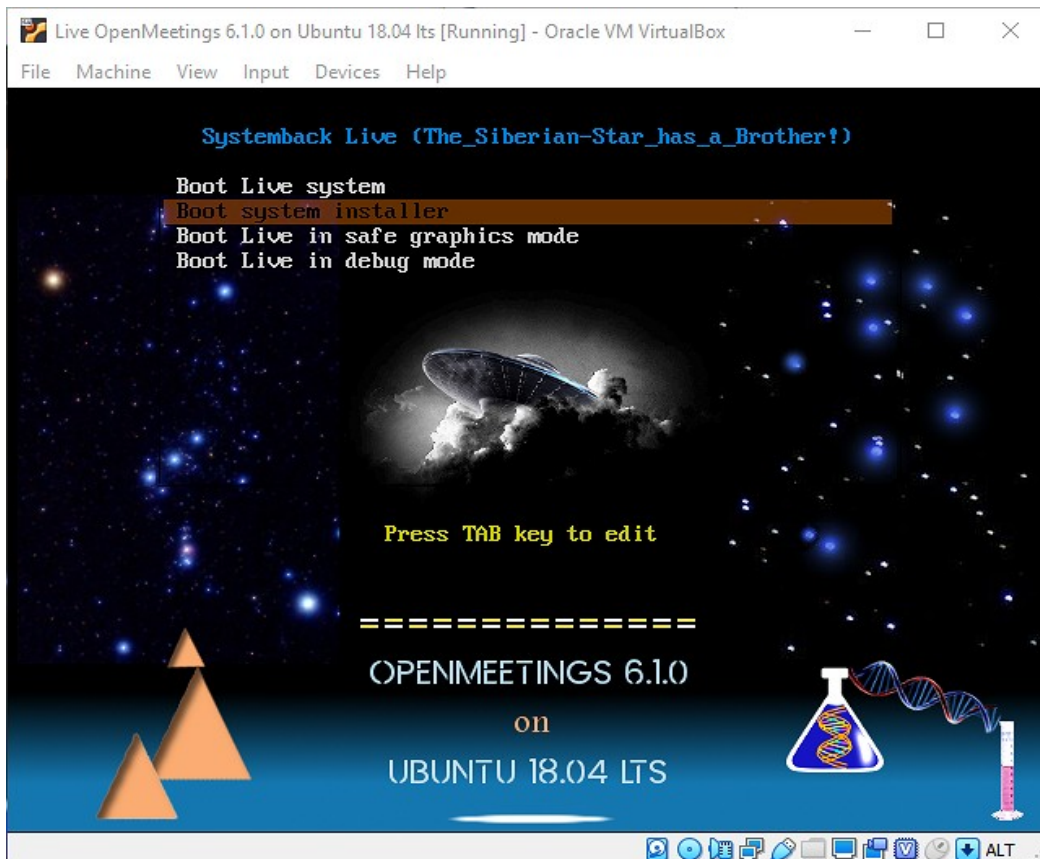 Live OpenMeetings 6.1.0 on Ubuntu 18.04 lts [Running] - Oracle VM VirtualBox
File Machine View Input Devices Help
Systemback Live (The_Siberian-Star_has_a_Brother!)
Boot Live system
Boot system installer
Boot Live in safe graphics mode
Boot Live in debug mode
Press TAB key to edit
==============
OPENMEETINGS 6.1.0
on
UBUNTU 18.04 LTS
ALT